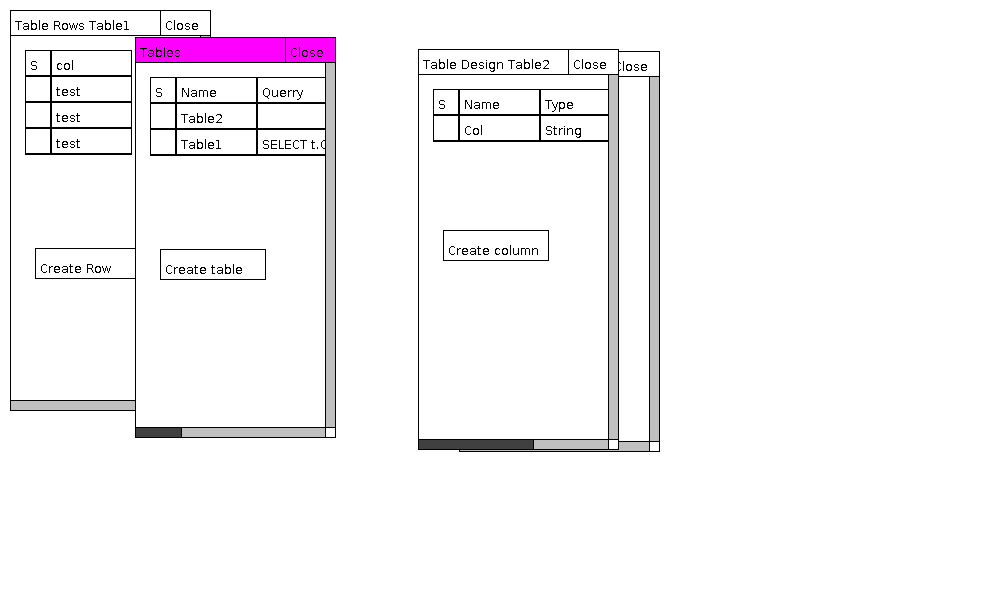 Table Rows Table1 Close
S col
test
test
test
Create Row
Tables Close
S Name Querry
Table2
Table1 SELECT t.
Create table
Table Design Table2 Close
S Name Type
Col String
Create column
Close